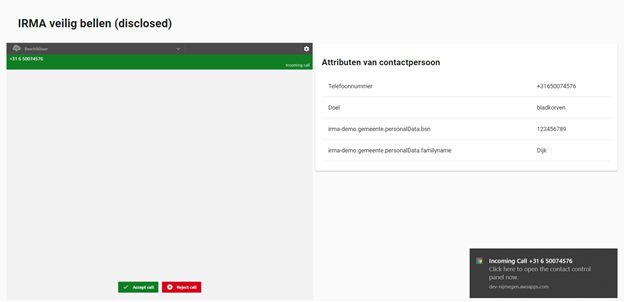 IRMA veilig bellen (disclosed)
Beschikbaar
+31 6 50074576
Incoming call
Accept call
Reject call
Attributen van contactpersoon
Telefoonnummer +31650074576
Doel bladkorven
irma-demo.gemeente.personalData.bsn 123456789
irma-demo.gemeente.personalData.familyname Dijk
Incoming Call +31 6 50074576
Click here to open the contact control
panel now.
dev-nijmegen.awsapps.com